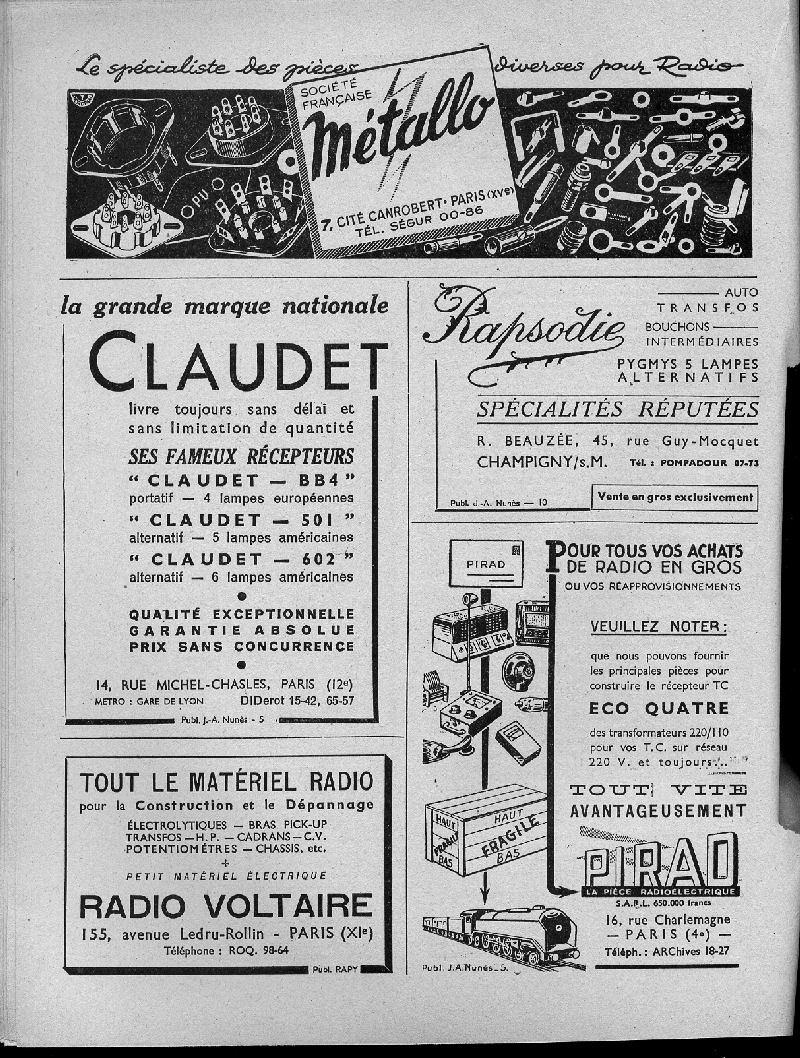 Le spécialiste des pièces diverses pour Radio
SOCIÉTÉ
FRANÇAISE
Métallo
7, CITÉ CANROBERT · PARIS (XVe)
TÉL. SÉGUR 00-86
OPU
la grande marque nationale
CLAUDET
livre toujours sans délai et
sans limitation de quantité
SES FAMEUX RÉCEPTEURS
“ CLAUDET — BB4 ”
portatif — 4 lampes européennes
“ CLAUDET — 501 ”
alternatif — 5 lampes américaines
“ CLAUDET — 602 ”
alternatif — 6 lampes américaines
QUALITÉ EXCEPTIONNELLE
GARANTIE ABSOLUE
PRIX SANS CONCURRENCE
14, RUE MICHEL-CHASLES, PARIS (12e)
METRO : GARE DE LYON DIDerot 15-42, 65-57
Publ. J.-A. Nunès - 5
TOUT LE MATÉRIEL RADIO
pour la Construction et le Dépannage
ÉLECTROLYTIQUES — BRAS PICK-UP
TRANSFOS — H.P. — CADRANS — C.V.
POTENTIOMÉTRES — CHASSIS, etc.
+
PETIT MATÉRIEL ÉLECTRIQUE
RADIO VOLTAIRE
155, avenue Ledru-Rollin - PARIS (XIe)
Téléphone : ROQ. 98-64
Publ. RAPY
Rapsodie
AUTO
TRANSFOS
BOUCHONS
INTERMÉDIAIRES
PYGMYS 5 LAMPES
ALTERNATIFS
SPÉCIALITÉS RÉPUTÉES
R. BEAUZÉE, 45, rue Guy-Mocquet
CHAMPIGNY/s.M. Tél. : POMPADOUR 07-73
Publ. J.-A. Nunès — 10
Vente en gros exclusivement
PIRAD
POUR TOUS VOS ACHATS
DE RADIO EN GROS
OU VOS RÉAPPROVISIONNEMENTS
VEUILLEZ NOTER :
que nous pouvons fournir
les principales pièces pour
construire le récepteur TC
ECO QUATRE
des transformateurs 220/110
pour vos T.C. sur réseau
220 V. et toujours...
TOUT VITE
AVANTAGEUSEMENT
HAUT
FRAGILE
BAS
HAUT
FRAGILE
BAS
PIRAD
LA PIÈCE RADIOÉLECTRIQUE
S.A.R.L. 650.000 francs
16, rue Charlemagne
— PARIS (4e) —
Téléph. : ARChives 18-27
Publ. J.A. Nunès_5.